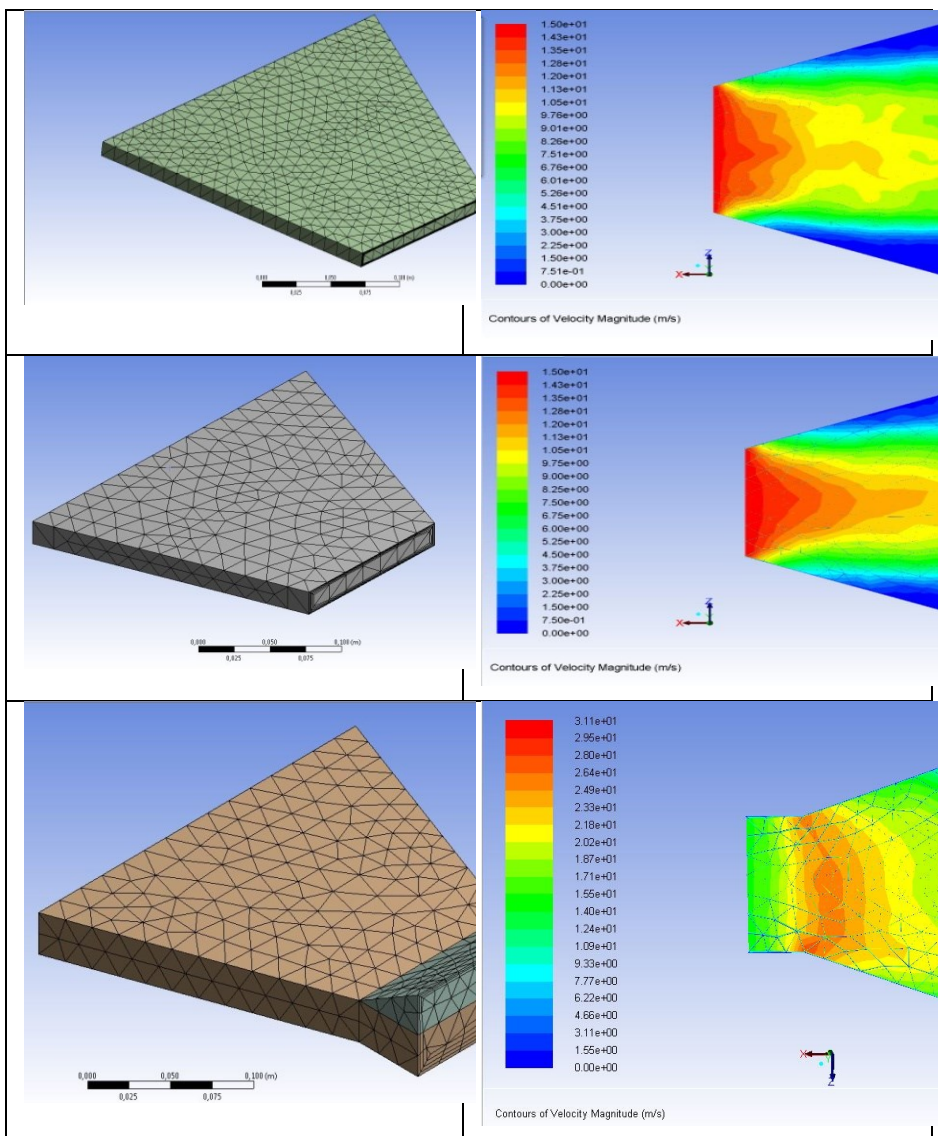 0.000 0.050 0.100 (m)
0.025 0.075
1.50e+01
1.43e+01
1.35e+01
1.28e+01
1.20e+01
1.13e+01
1.05e+01
9.76e+00
9.01e+00
8.26e+00
7.51e+00
6.76e+00
6.01e+00
5.26e+00
4.51e+00
3.75e+00
3.00e+00
2.25e+00
1.50e+00
7.51e-01
0.00e+00
Z
X
Contours of Velocity Magnitude (m/s)
0,000 0,050 0,100 (m)
0,025 0,075
1.50e+01
1.43e+01
1.35e+01
1.28e+01
1.20e+01
1.13e+01
1.05e+01
9.75e+00
9.00e+00
8.25e+00
7.50e+00
6.75e+00
6.00e+00
5.25e+00
4.50e+00
3.75e+00
3.00e+00
2.25e+00
1.50e+00
7.50e-01
0.00e+00
Z
X
Contours of Velocity Magnitude (m/s)
0,000 0,050 0,100 (m)
0,025 0,075
3.11e+01
2.95e+01
2.80e+01
2.64e+01
2.49e+01
2.33e+01
2.18e+01
2.02e+01
1.87e+01
1.71e+01
1.55e+01
1.40e+01
1.24e+01
1.09e+01
9.33e+00
7.77e+00
6.22e+00
4.66e+00
3.11e+00
1.55e+00
0.00e+00
X
Z
Contours of Velocity Magnitude (m/s)